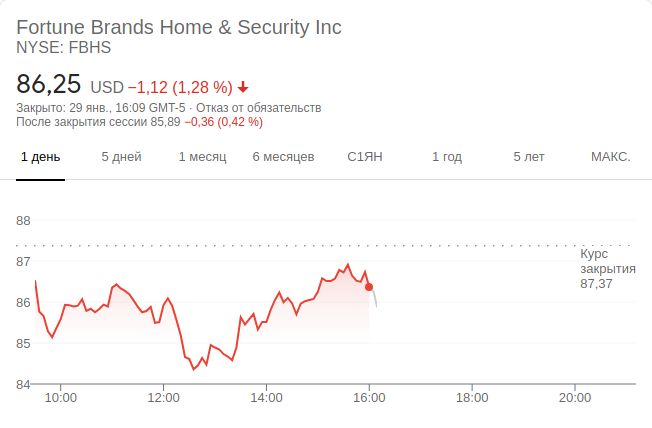 Fortune Brands Home & Security Inc
NYSE: FBHS
86,25 USD −1,12 (1,28 %)
Закрыто: 29 янв., 16:09 GMT-5 · Отказ от обязательств
После закрытия сессии 85,89 −0,36 (0,42 %)
1 день 5 дней 1 месяц 6 месяцев С1ЯН 1 год 5 лет МАКС.
88
Курс
87
закрытия
87,37
86
85
84
10:00 12:00 14:00 16:00 18:00 20:00